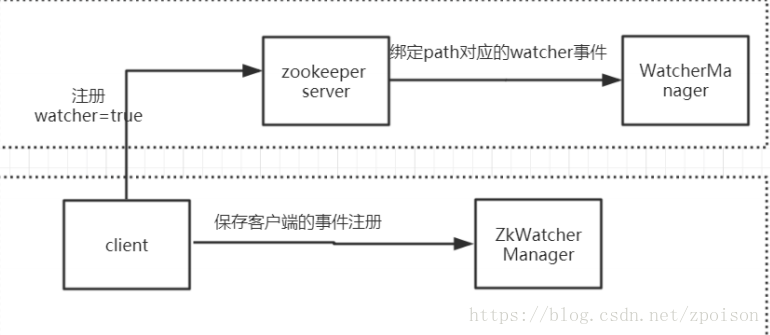 绑定path对应的watcher事件
zookeeper
server
WatcherMa
nager
注册
watcher=true
保存客户端的事件注册
client
ZkWatcher
Manager
https://blog.csdn.net/zpoison